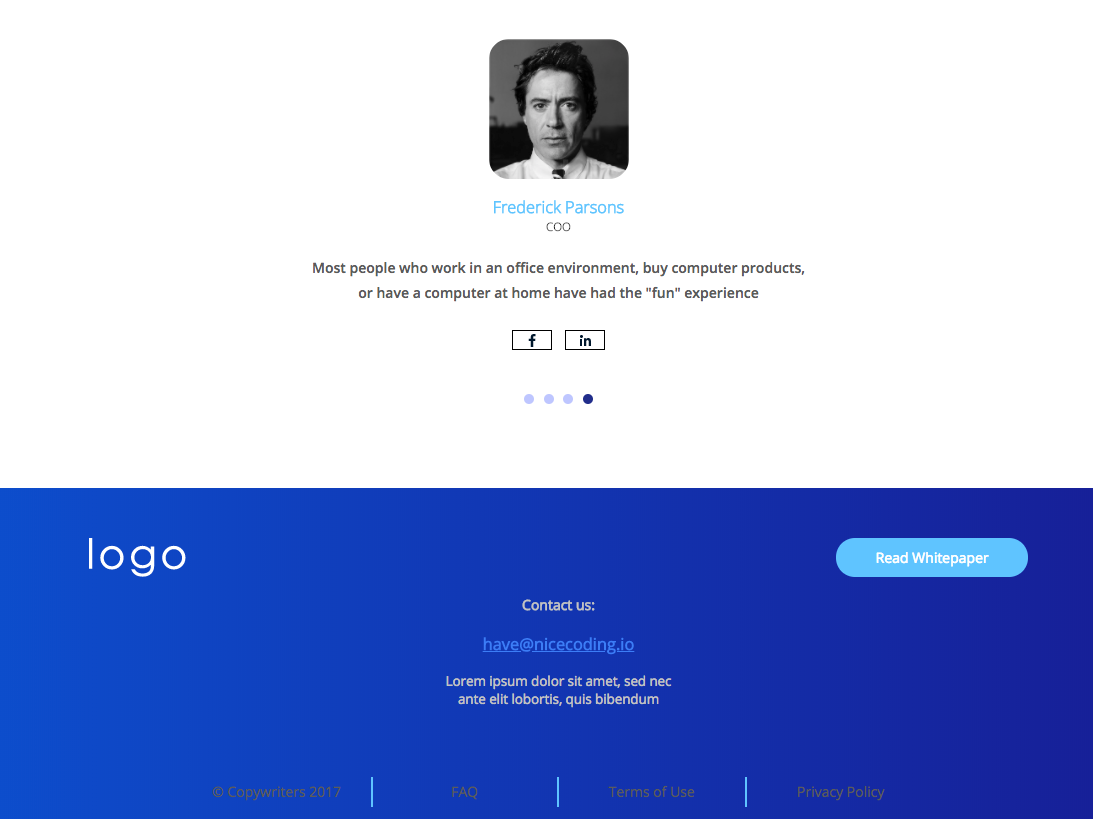 Frederick Parsons
COO
Most people who work in an office environment, buy computer products,
or have a computer at home have had the "fun" experience
f
in
logo
Read Whitepaper
Contact us:
have@nicecoding.io
Lorem ipsum dolor sit amet, sed nec
ante elit lobortis, quis bibendum
© Copywriters 2017
FAQ
Terms of Use
Privacy Policy